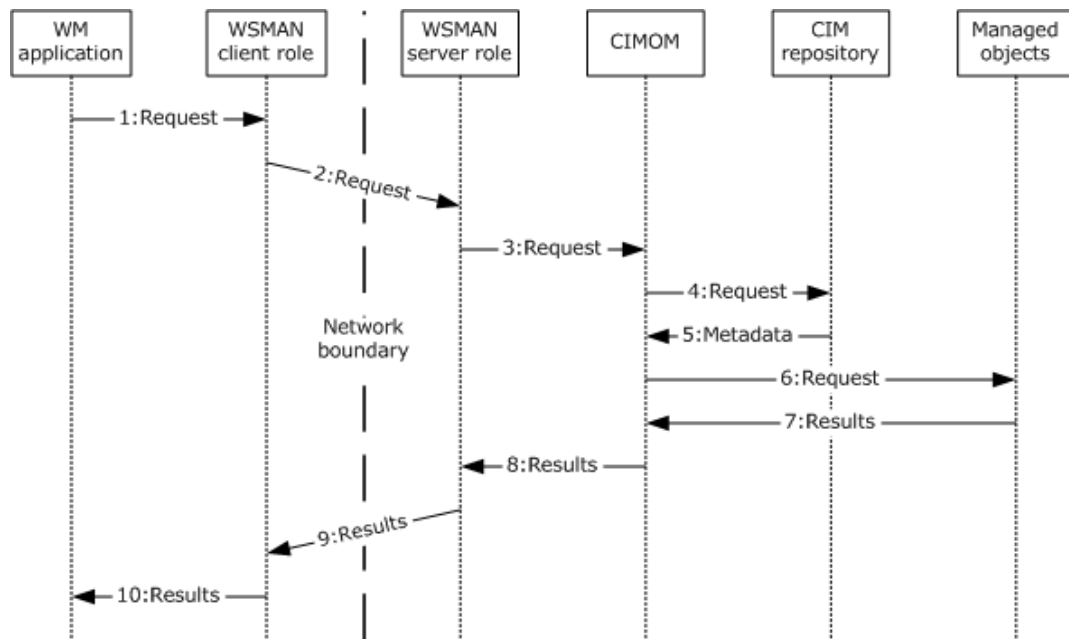 WM
application
WSMAN
client role
WSMAN
server role
CIMOM
CIM
repository
Managed
objects
1:Request
2:Request
3:Request
4:Request
Network
boundary
5:Metadata
6:Request
7:Results
8:Results
9:Results
10:Results